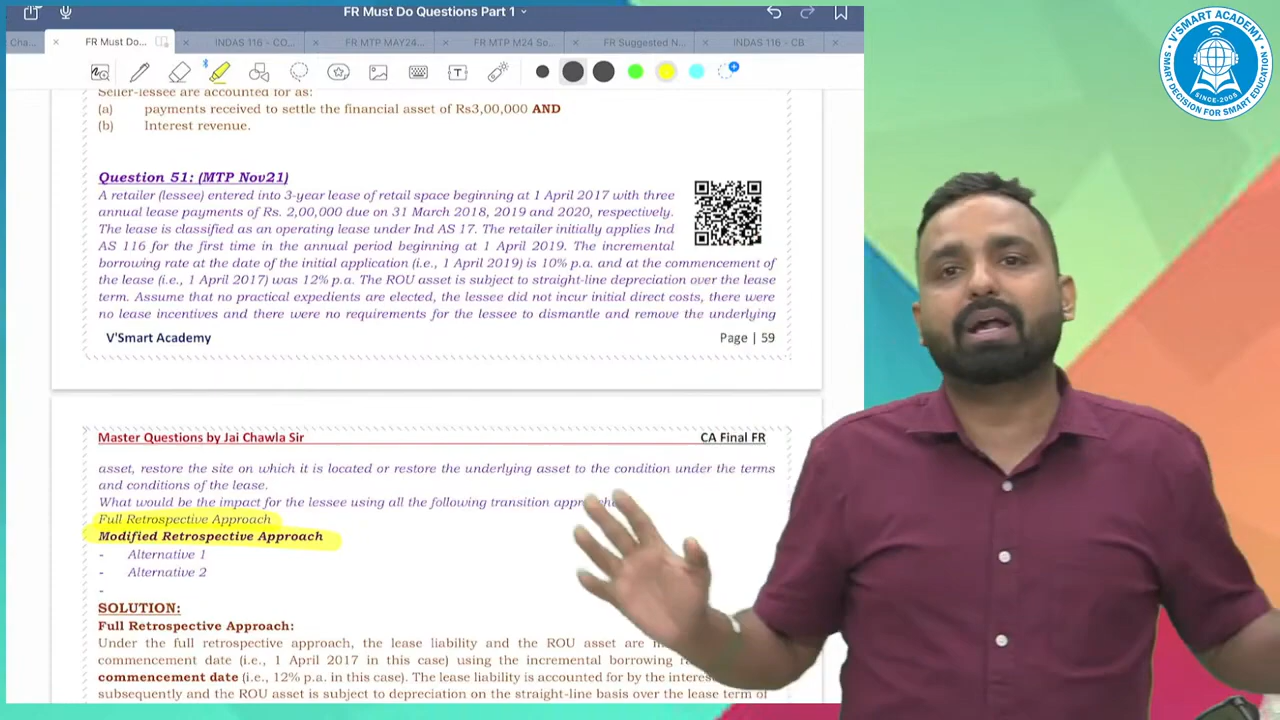 FR Must Do Questions Part 1
Cha...
FR Must Do...
INDAS 116 - CO...
FR MTP MAY24...
FR MTP M24 So...
FR Suggested N...
INDAS 116 - CB
V'SMART ACADEMY
SMART DECISION FOR SMART EDUCATION
SINCE-2006
Seller-lessee are accounted for as:
(a) payments received to settle the financial asset of Rs3,00,000 AND
(b) Interest revenue.
Question 51: (MTP Nov21)
A retailer (lessee) entered into 3-year lease of retail space beginning at 1 April 2017 with three
annual lease payments of Rs. 2,00,000 due on 31 March 2018, 2019 and 2020, respectively.
The lease is classified as an operating lease under Ind AS 17. The retailer initially applies Ind
AS 116 for the first time in the annual period beginning at 1 April 2019. The incremental
borrowing rate at the date of the initial application (i.e., 1 April 2019) is 10% p.a. and at the commencement of
the lease (i.e., 1 April 2017) was 12% p.a. The ROU asset is subject to straight-line depreciation over the lease
term. Assume that no practical expedients are elected, the lessee did not incur initial direct costs, there were
no lease incentives and there were no requirements for the lessee to dismantle and remove the underlying
V'Smart Academy
Page | 59
Master Questions by Jai Chawla Sir
CA Final FR
asset, restore the site on which it is located or restore the underlying asset to the condition under the terms
and conditions of the lease.
What would be the impact for the lessee using all the following transition
Full Retrospective Approach
Modified Retrospective Approach
- Alternative 1
- Alternative 2
-
SOLUTION:
Full Retrospective Approach:
Under the full retrospective approach, the lease liability and the ROU asset are
commencement date (i.e., 1 April 2017 in this case) using the incremental borrowing
commencement date (i.e., 12% p.a. in this case). The lease liability is accounted for by the
subsequently and the ROU asset is subject to depreciation on the straight-line basis over the lease term of